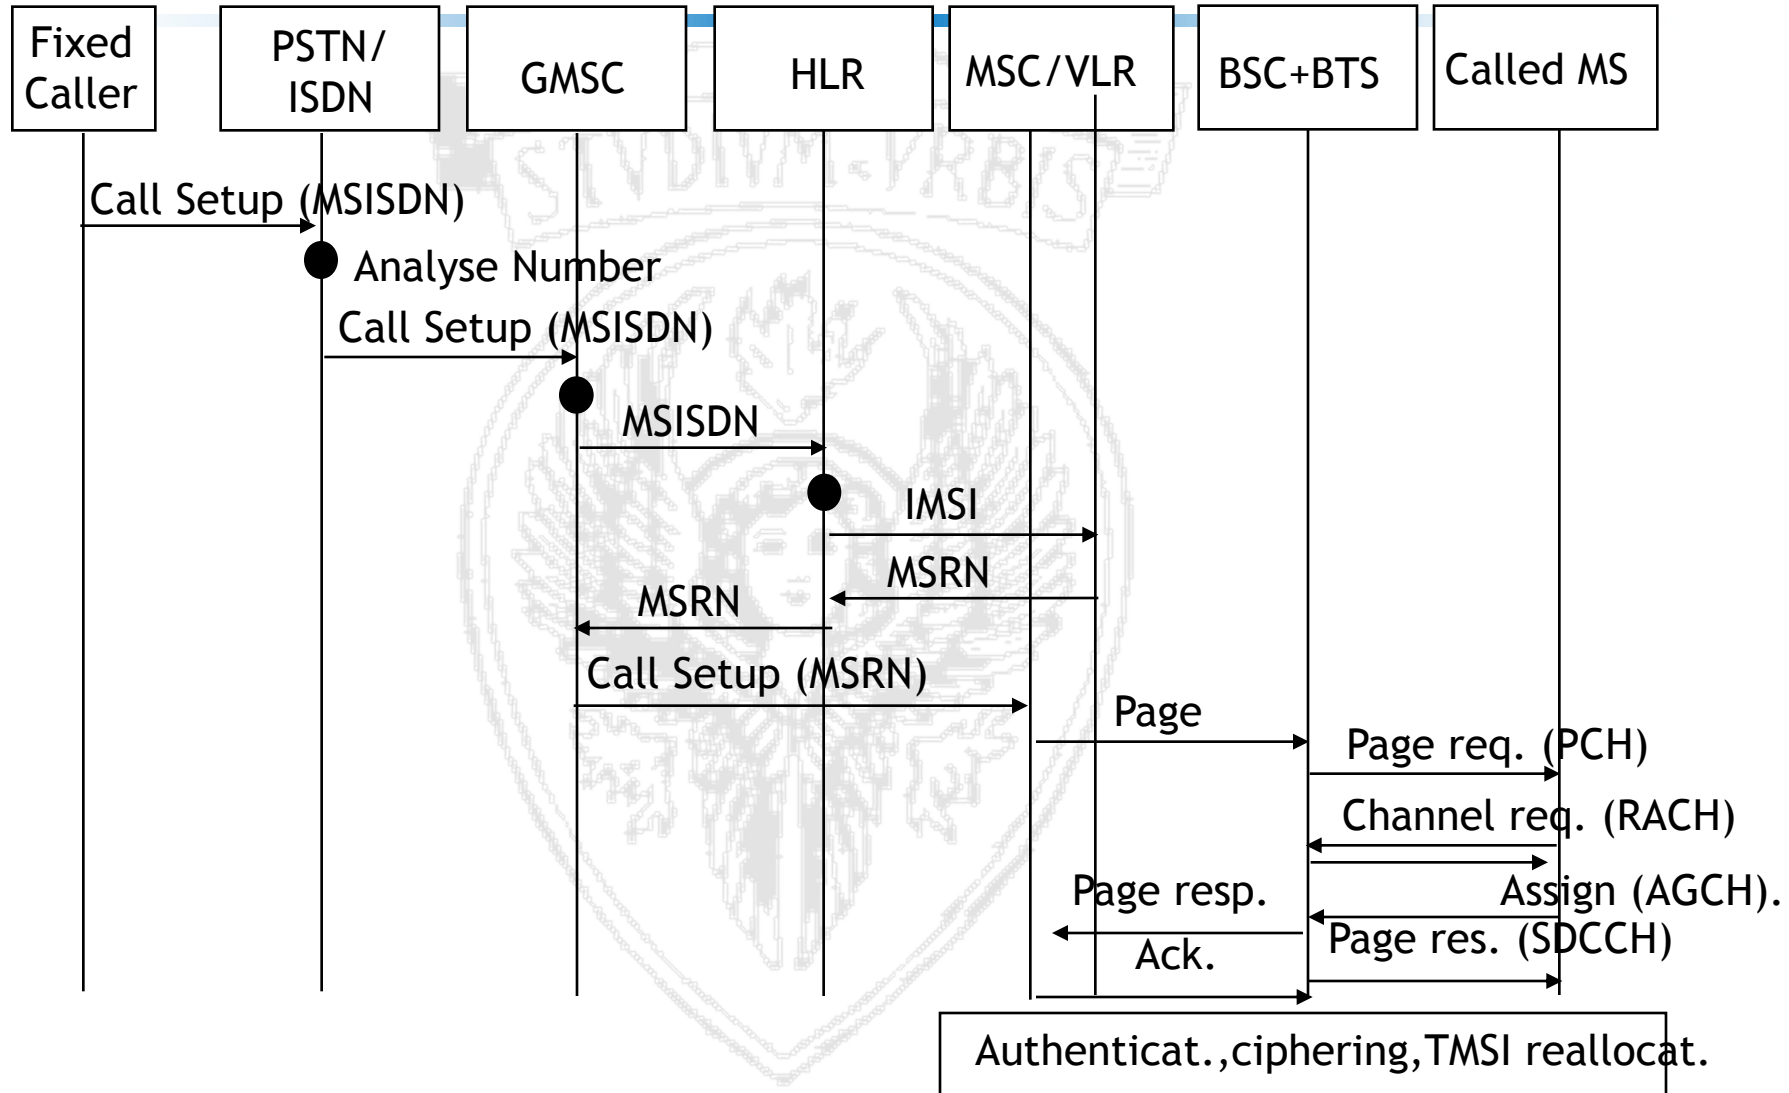 Fixed
Caller
PSTN/
ISDN
GMSC
HLR
MSC/VLR
BSC+BTS
Called MS
STVDIVM VRBIS
Call Setup (MSISDN)
Analyse Number
Call Setup (MSISDN)
MSISDN
IMSI
MSRN
MSRN
Call Setup (MSRN)
Page
Page req. (PCH)
Channel req. (RACH)
Page resp.
Assign (AGCH).
Page res. (SDCCH)
Ack.
Authenticat.,ciphering,TMSI reallocat.